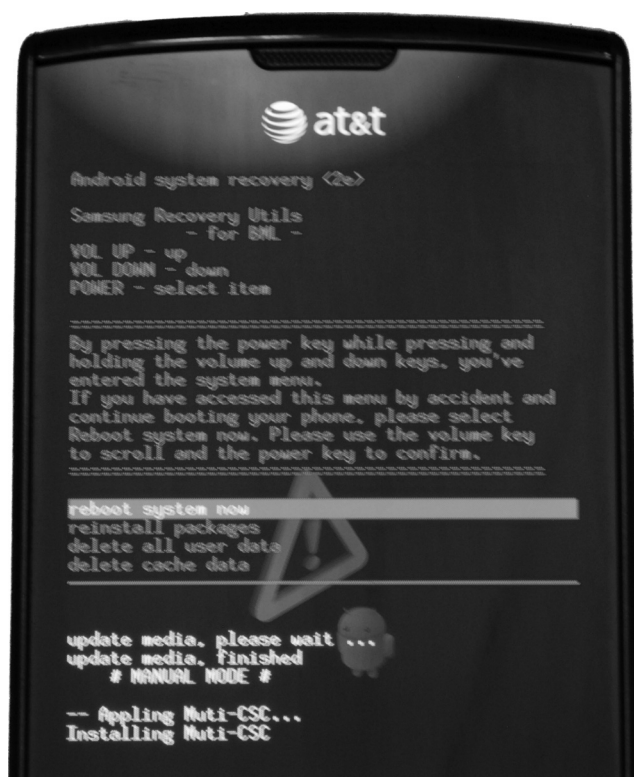 at&t
Android system recovery <2e>
Samsung Recovery Utils
- for BML -
VOL UP - up
VOL DOWN - down
POWER - select item
By pressing the power key while pressing and
holding the volume up and down keys, you've
entered the system menu.
If you have accessed this menu by accident and
continue booting your phone, please select
Reboot system now. Please use the volume key
to scroll and the power key to confirm.
reboot system now
reinstall packages
delete all user data
delete cache data
update media, please wait ...
update media, finished
# MANUAL MODE #
-- Appling Muti-CSC...
Installing Muti-CSC